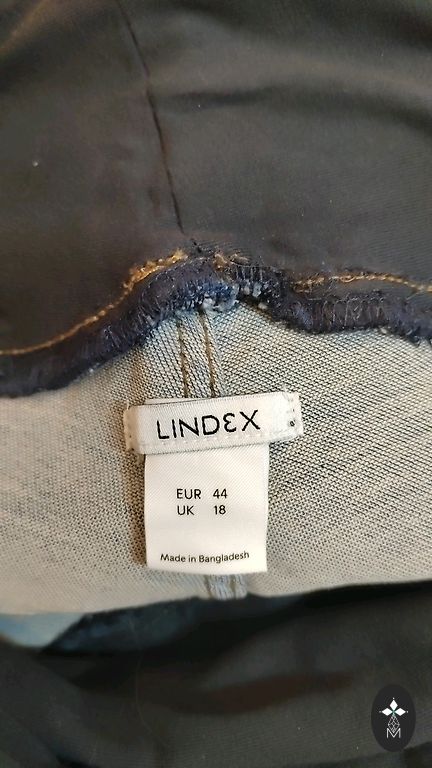 LINDEX
EUR 44
UK 18
Made in Bangladesh
M